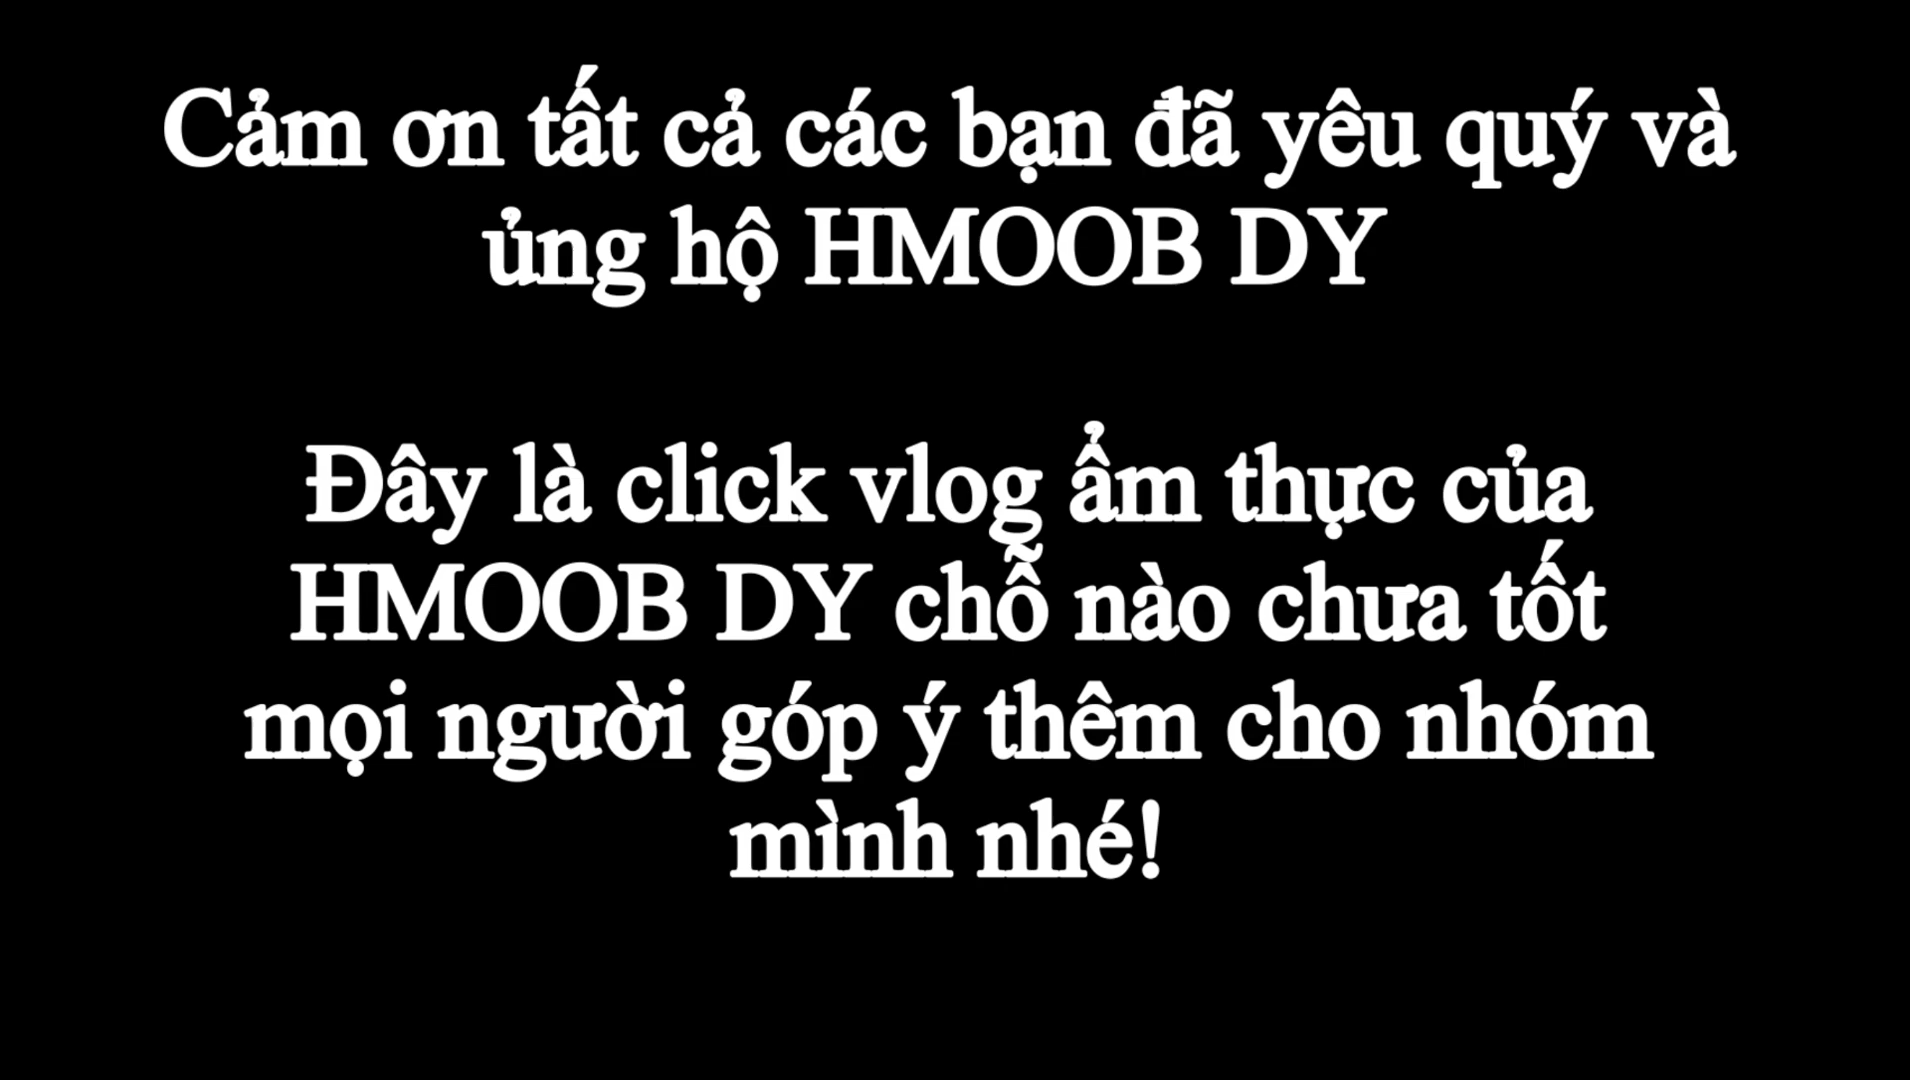 Cảm ơn tất cả các bạn đã yêu quý và
ủng hộ HMOOB DY
Đây là click vlog ẩm thực của
HMOOB DY chỗ nào chưa tốt
mọi người góp ý thêm cho nhóm
mình nhé!